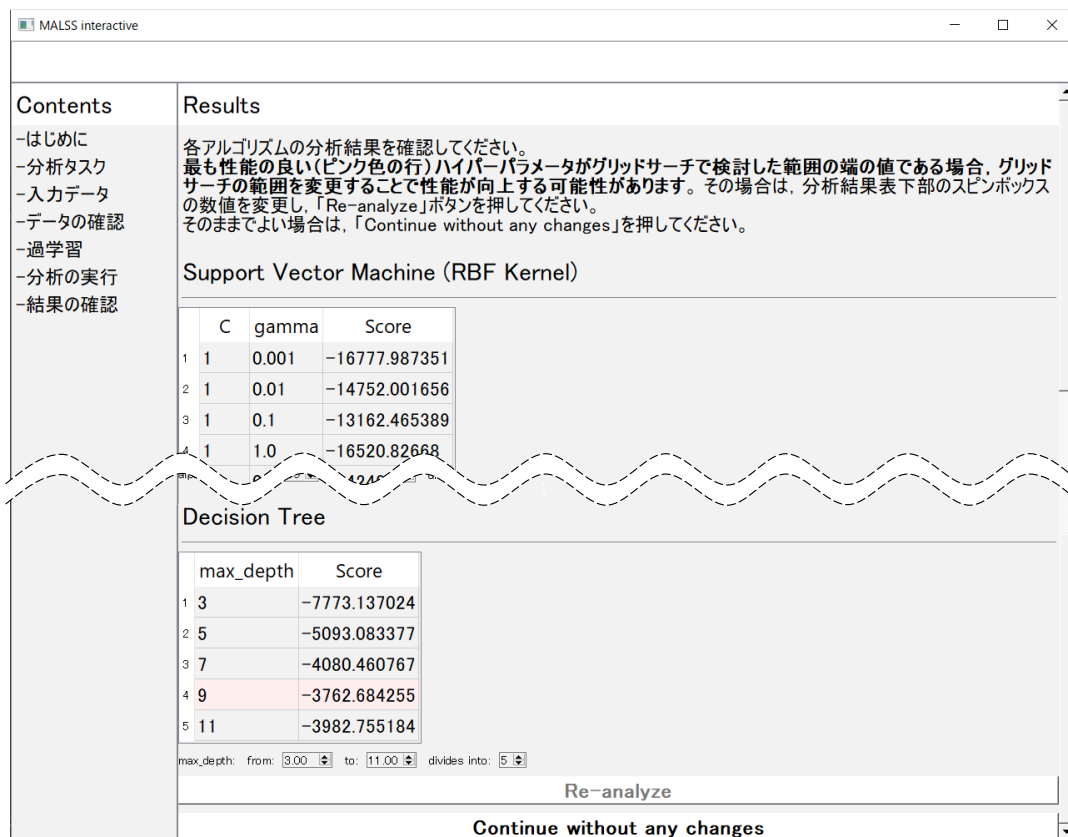 MALSS interactive
Contents
-はじめに
-分析タスク
-入力データ
-データの確認
-過学習
-分析の実行
-結果の確認
Results
各アルゴリズムの分析結果を確認してください。
最も性能の良い(ピンク色の行)ハイパーパラメータがグリッドサーチで検討した範囲の端の値である場合, グリッド
サーチの範囲を変更することで性能が向上する可能性があります。その場合は, 分析結果表下部のスピンボックス
の数値を変更し,「Re-analyze」ボタンを押してください。
そのままでよい場合は,「Continue without any changes」を押してください。
Support Vector Machine (RBF Kernel)
C gamma Score
1 1 0.001 -16777.987351
2 1 0.01 -14752.001656
3 1 0.1 -13162.465389
4 1 1.0 -16520.82668
Decision Tree
max_depth Score
1 3 -7773.137024
2 5 -5093.083377
3 7 -4080.460767
4 9 -3762.684255
5 11 -3982.755184
max_depth: from: 3.00 to: 11.00 divides into: 5
Re-analyze
Continue without any changes